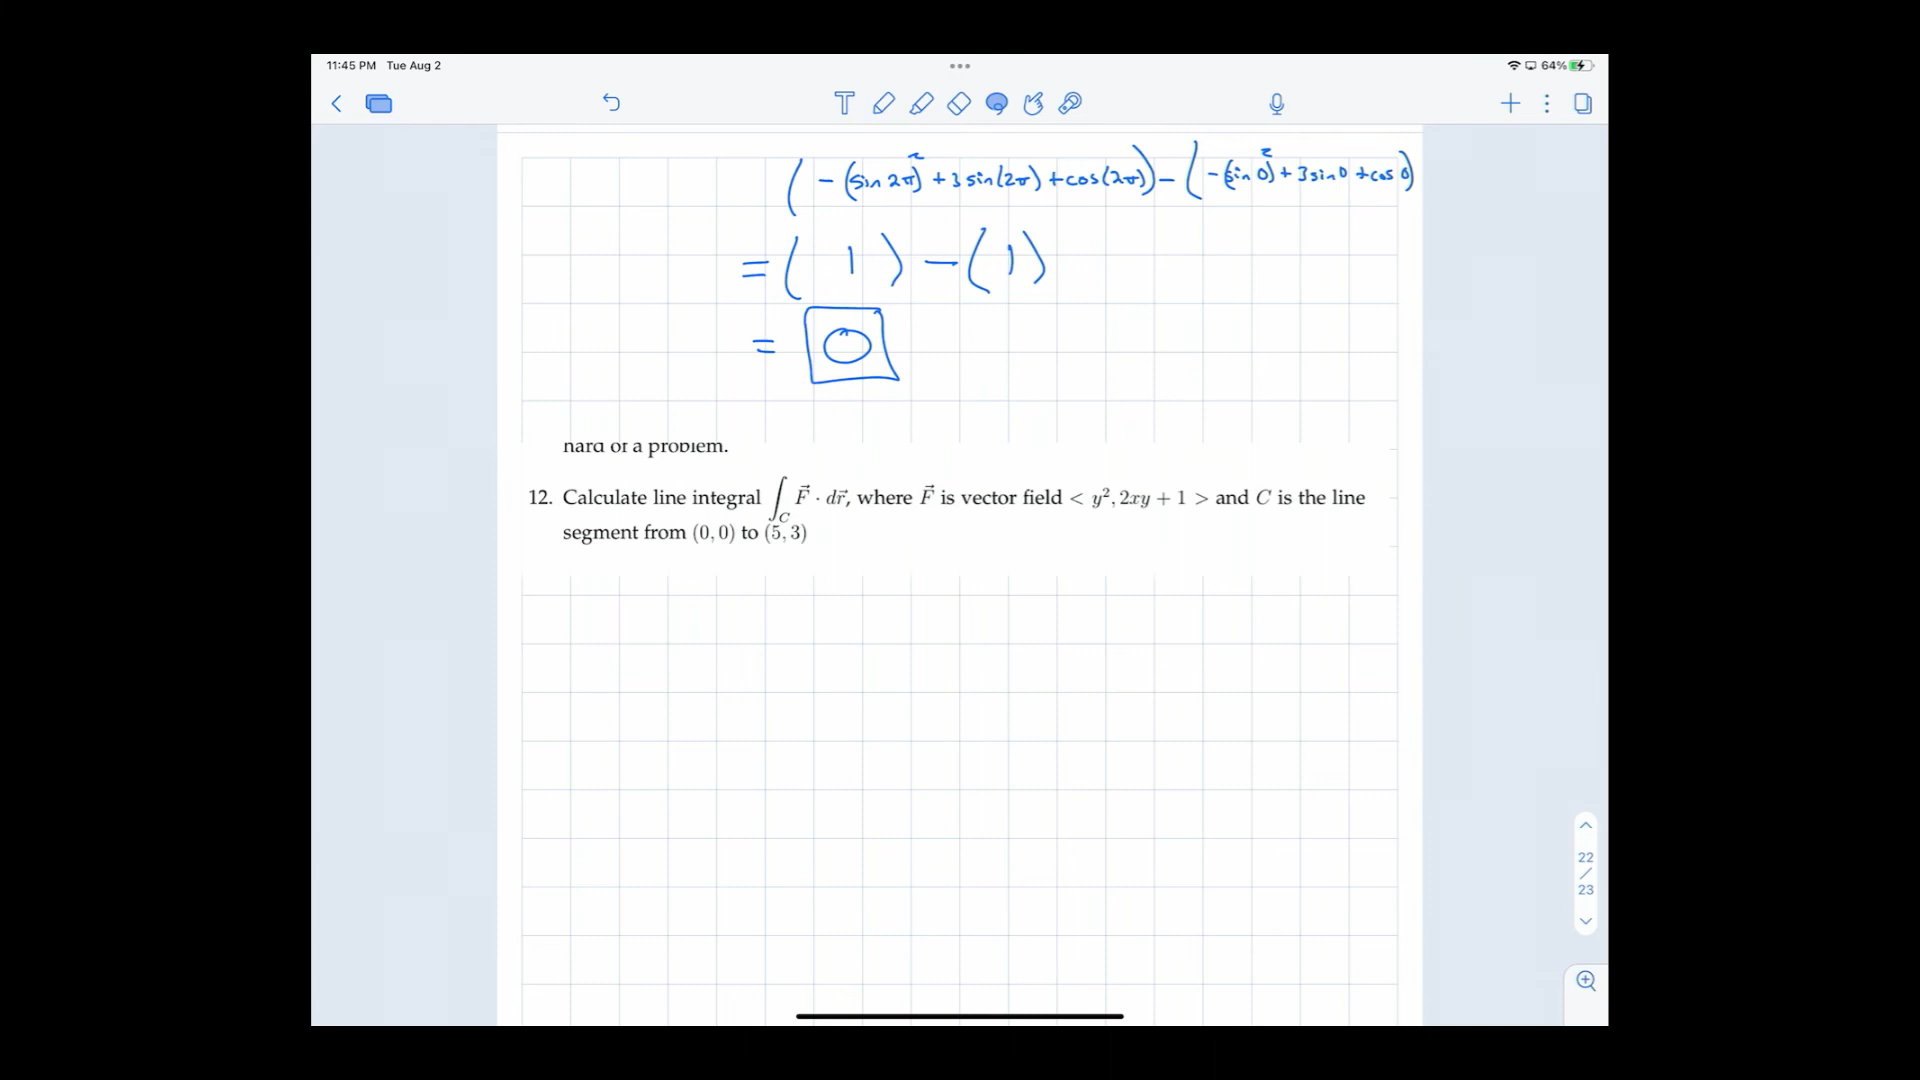 11:45 PM Tue Aug 2
64%
( - (sin 2π)² + 3 sin(2π) + cos(2π) ) - ( - (sin 0)² + 3 sin 0 + cos 0 )
= ( 1 ) - ( 1 )
= 0
hard of a problem.
12. Calculate line integral ∫_C F⃗ · dr⃗, where F⃗ is vector field < y², 2xy + 1 > and C is the line
segment from (0, 0) to (5, 3)
22
/
23